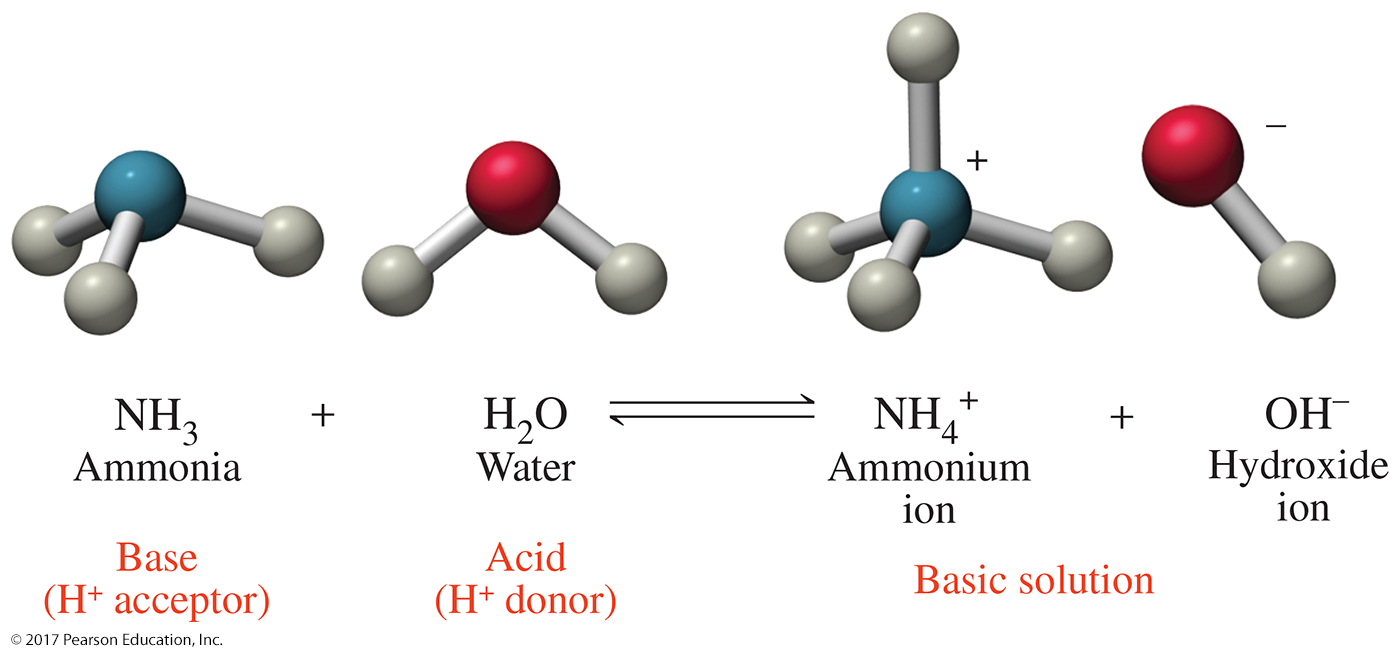 + −
NH₃ + H₂O ⇌ NH₄⁺ + OH⁻
Ammonia Water Ammonium Hydroxide
ion ion
Base Acid Basic solution
(H⁺ acceptor) (H⁺ donor)
© 2017 Pearson Education, Inc.